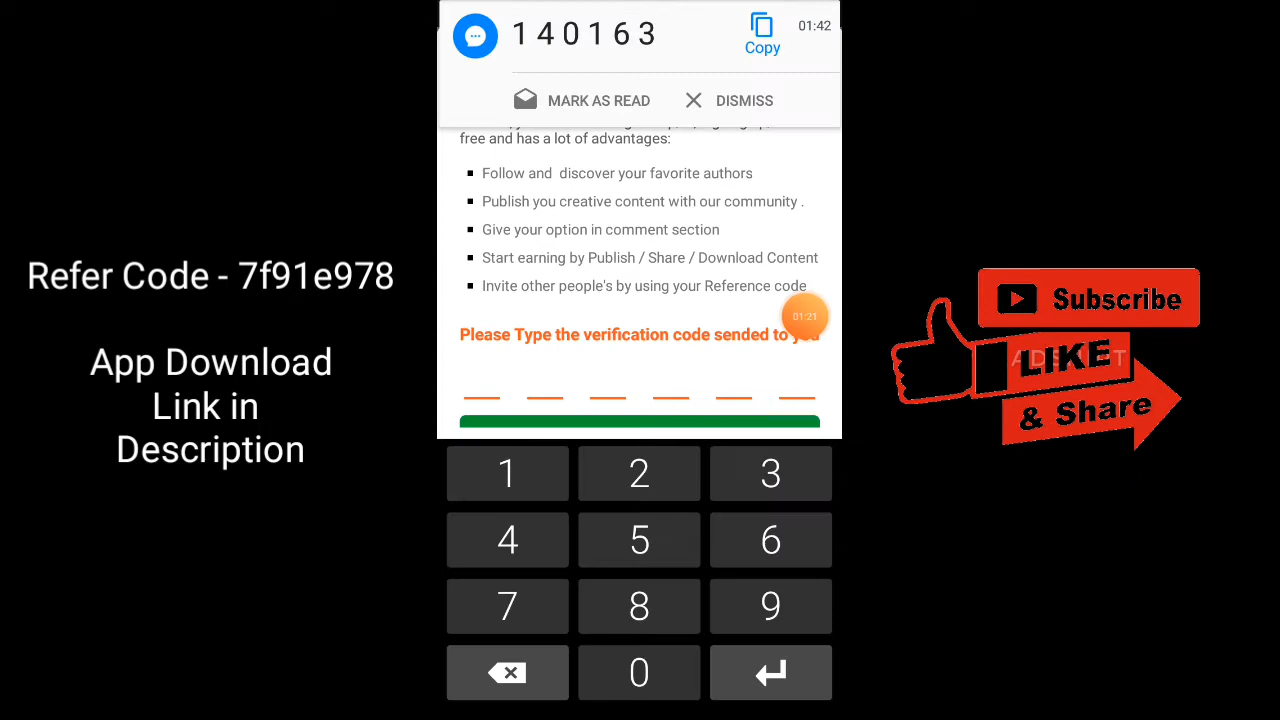 140163
Copy
01:42
MARK AS READ
DISMISS
free and has a lot of advantages:
Follow and discover your favorite authors
Publish you creative content with our community .
Give your option in comment section
Start earning by Publish / Share / Download Content
Invite other people's by using your Reference code
01:21
Please Type the verification code sended to you
1 2 3
4 5 6
7 8 9
0
Refer Code - 7f91e978
App Download
Link in
Description
Subscribe
LIKE
& Share